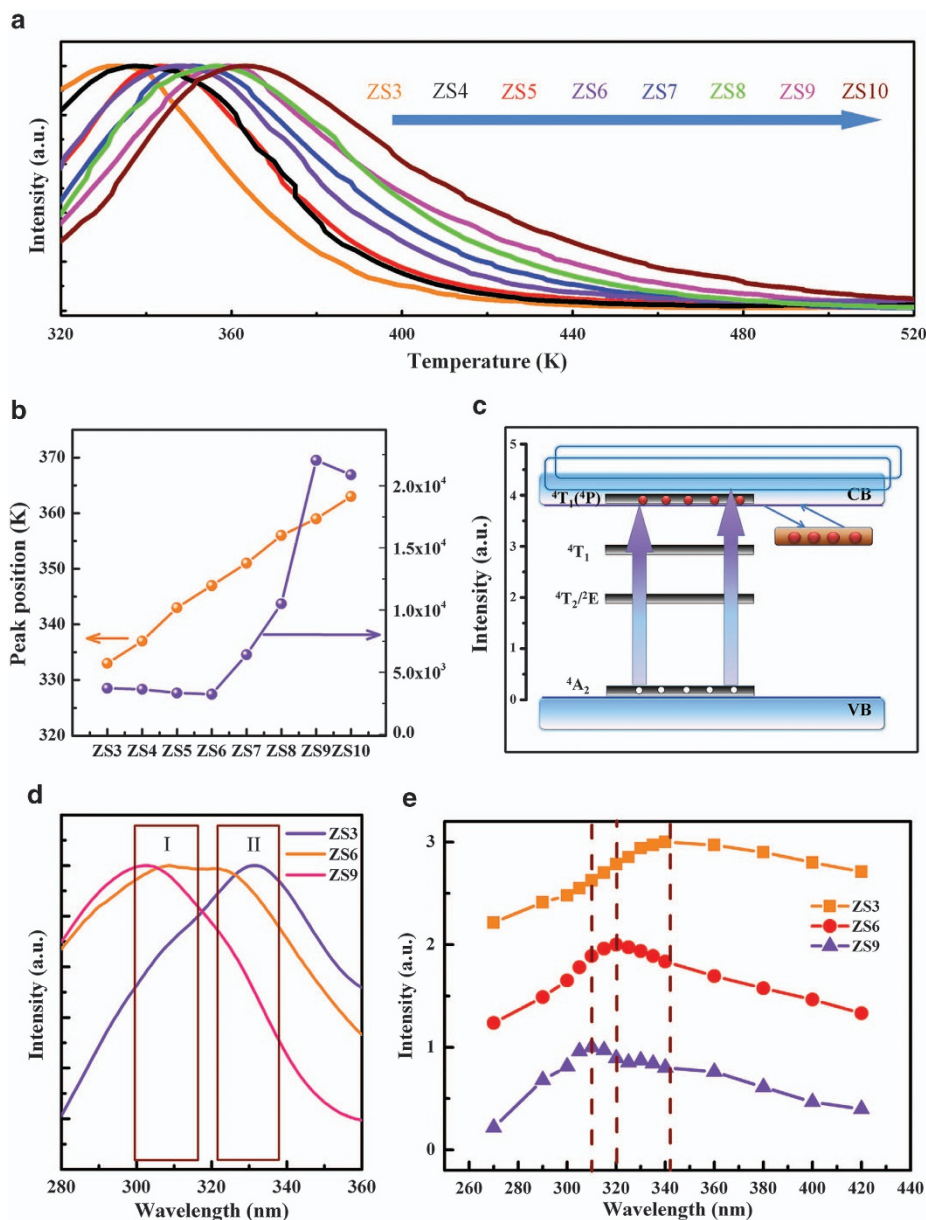 a
Intensity (a.u.)
ZS3 ZS4 ZS5 ZS6 ZS7 ZS8 ZS9 ZS10
320 360 400 440 480 520
Temperature (K)
b
Peak position (K)
370
360
350
340
330
320
2.0x10⁴
1.5x10⁴
1.0x10⁴
5.0x10³
0.0
ZS3 ZS4 ZS5 ZS6 ZS7 ZS8 ZS9 ZS10
c
Intensity (a.u.)
5
4
3
2
1
0
⁴T₁(⁴P)
CB
⁴T₁
⁴T₂/²E
⁴A₂
VB
d
Intensity (a.u.)
I
II
ZS3
ZS6
ZS9
280 300 320 340 360
Wavelength (nm)
e
Intensity (a.u.)
3
2
1
0
ZS3
ZS6
ZS9
260 280 300 320 340 360 380 400 420 440
Wavelength (nm)